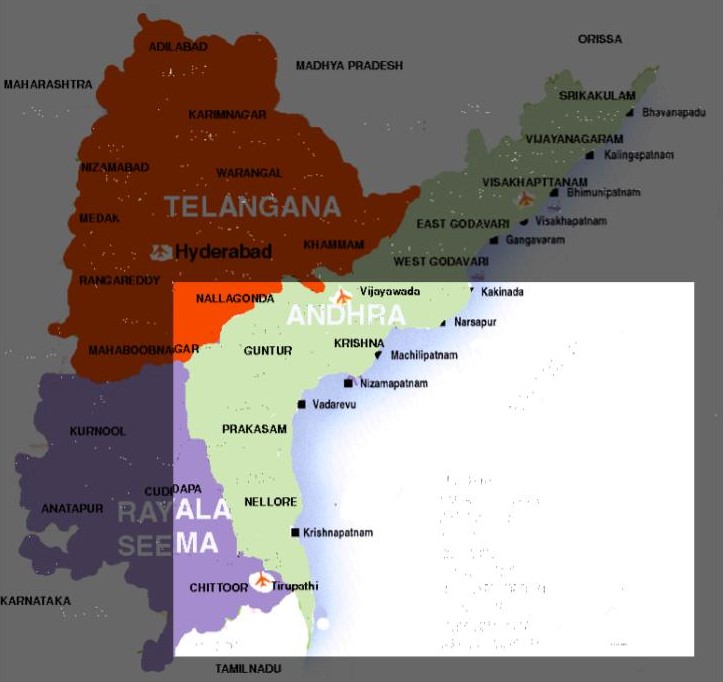 ORISSA
ADILABAD
MADHYA PRADESH
MAHARASHTRA
SRIKAKULAM
Bhavanapadu
KARIMNAGAR
VIJAYANAGARAM
Kalingapatnam
NIZAMABAD
WARANGAL
VISAKHAPTTANAM
Bhimunipatnam
TELANGANA
MEDAK
EAST GODAVARI
Visakhapatnam
Gangavaram
Hyderabad
KHAMMAM
WEST GODAVARI
RANGAREDDY
NALLAGONDA
Vijayawada
Kakinada
ANDHRA
Narsapur
MAHABOOBNAGAR
GUNTUR
KRISHNA
Machilipatnam
Nizamapatnam
Vadarevu
KURNOOL
PRAKASAM
CUDDAPA
ANATAPUR
RAYALA
SEEMA
NELLORE
Krishnapatnam
CHITTOOR
Tirupathi
KARNATAKA
TAMILNADU